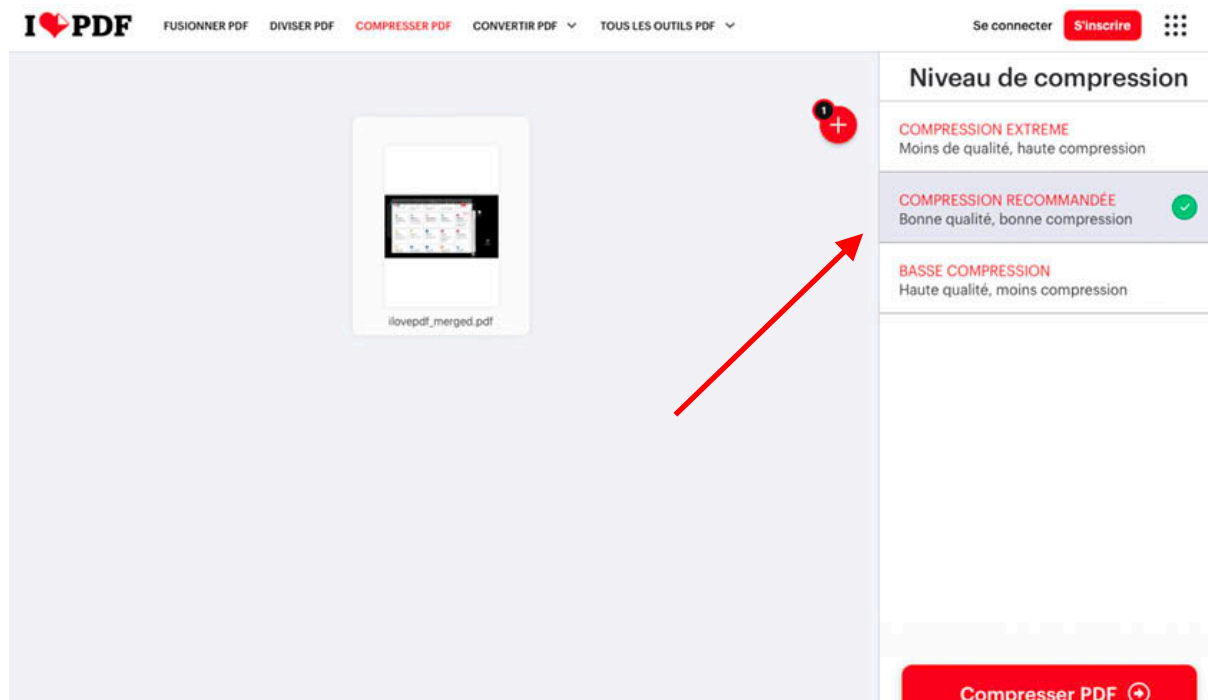 I PDF
FUSIONNER PDF DIVISER PDF COMPRESSER PDF CONVERTIR PDF TOUS LES OUTILS PDF Se connecter S'inscrire
Niveau de compression
1
COMPRESSION EXTREME
Moins de qualité, haute compression
COMPRESSION RECOMMANDÉE
Bonne qualité, bonne compression
BASSE COMPRESSION
Haute qualité, moins compression
ilovepdf_merged.pdf
Compresser PDF